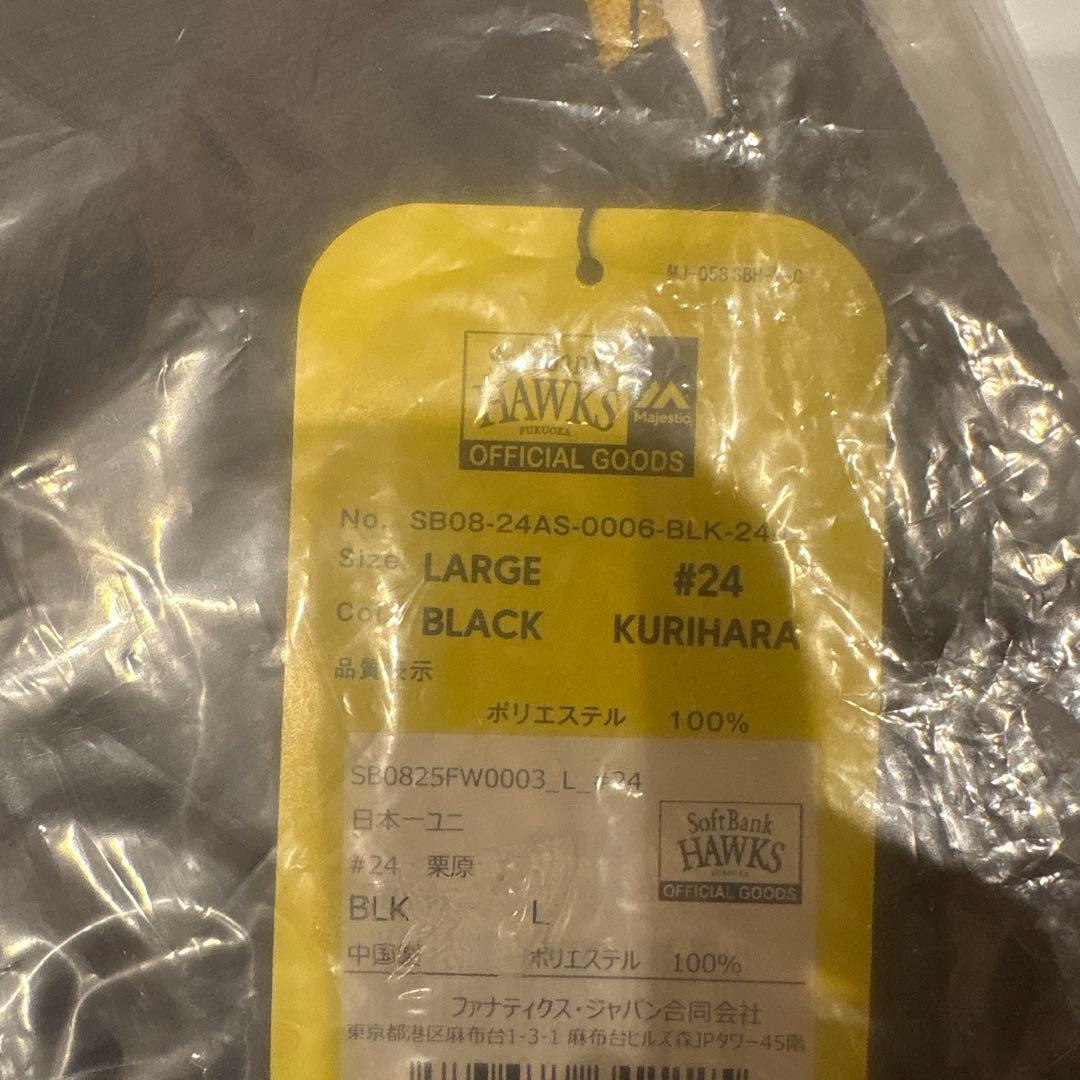 SoftBank
HAWKS
FUKUOKA
Majestic
OFFICIAL GOODS
No. SB08-24AS-0006-BLK-24
Size LARGE #24
BLACK KURIHARA
品質表示
ポリエステル 100%
SB0825FW0003_L_#24
日本一ユニ
#24 栗原
SoftBank
HAWKS
OFFICIAL GOODS
BLK L
中国製 ポリエステル 100%
ファナティクス・ジャパン合同会社
東京都港区麻布台1-3-1 麻布台ヒルズ森JPタワー45階